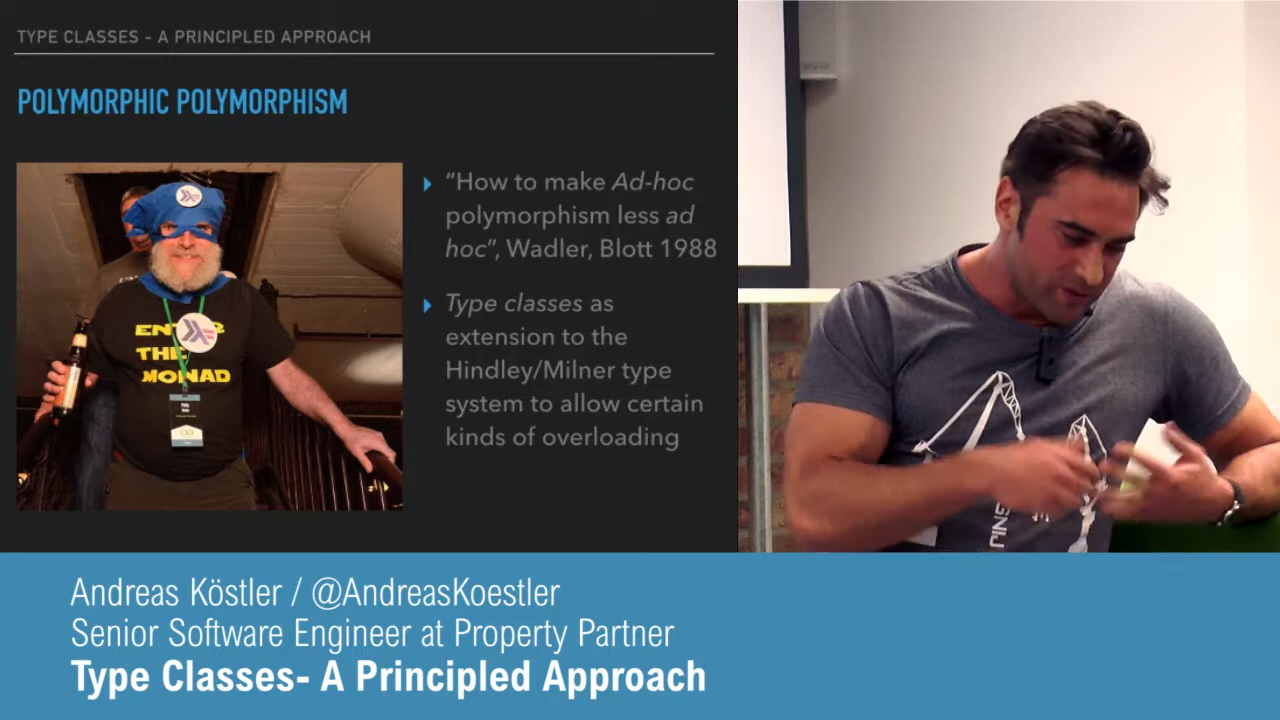 TYPE CLASSES - A PRINCIPLED APPROACH
POLYMORPHIC POLYMORPHISM
“How to make Ad-hoc
polymorphism less ad
hoc”, Wadler, Blott 1988
Type classes as
extension to the
Hindley/Milner type
system to allow certain
kinds of overloading
THE
MONAD
Andreas Köstler / @AndreasKoestler
Senior Software Engineer at Property Partner
Type Classes- A Principled Approach